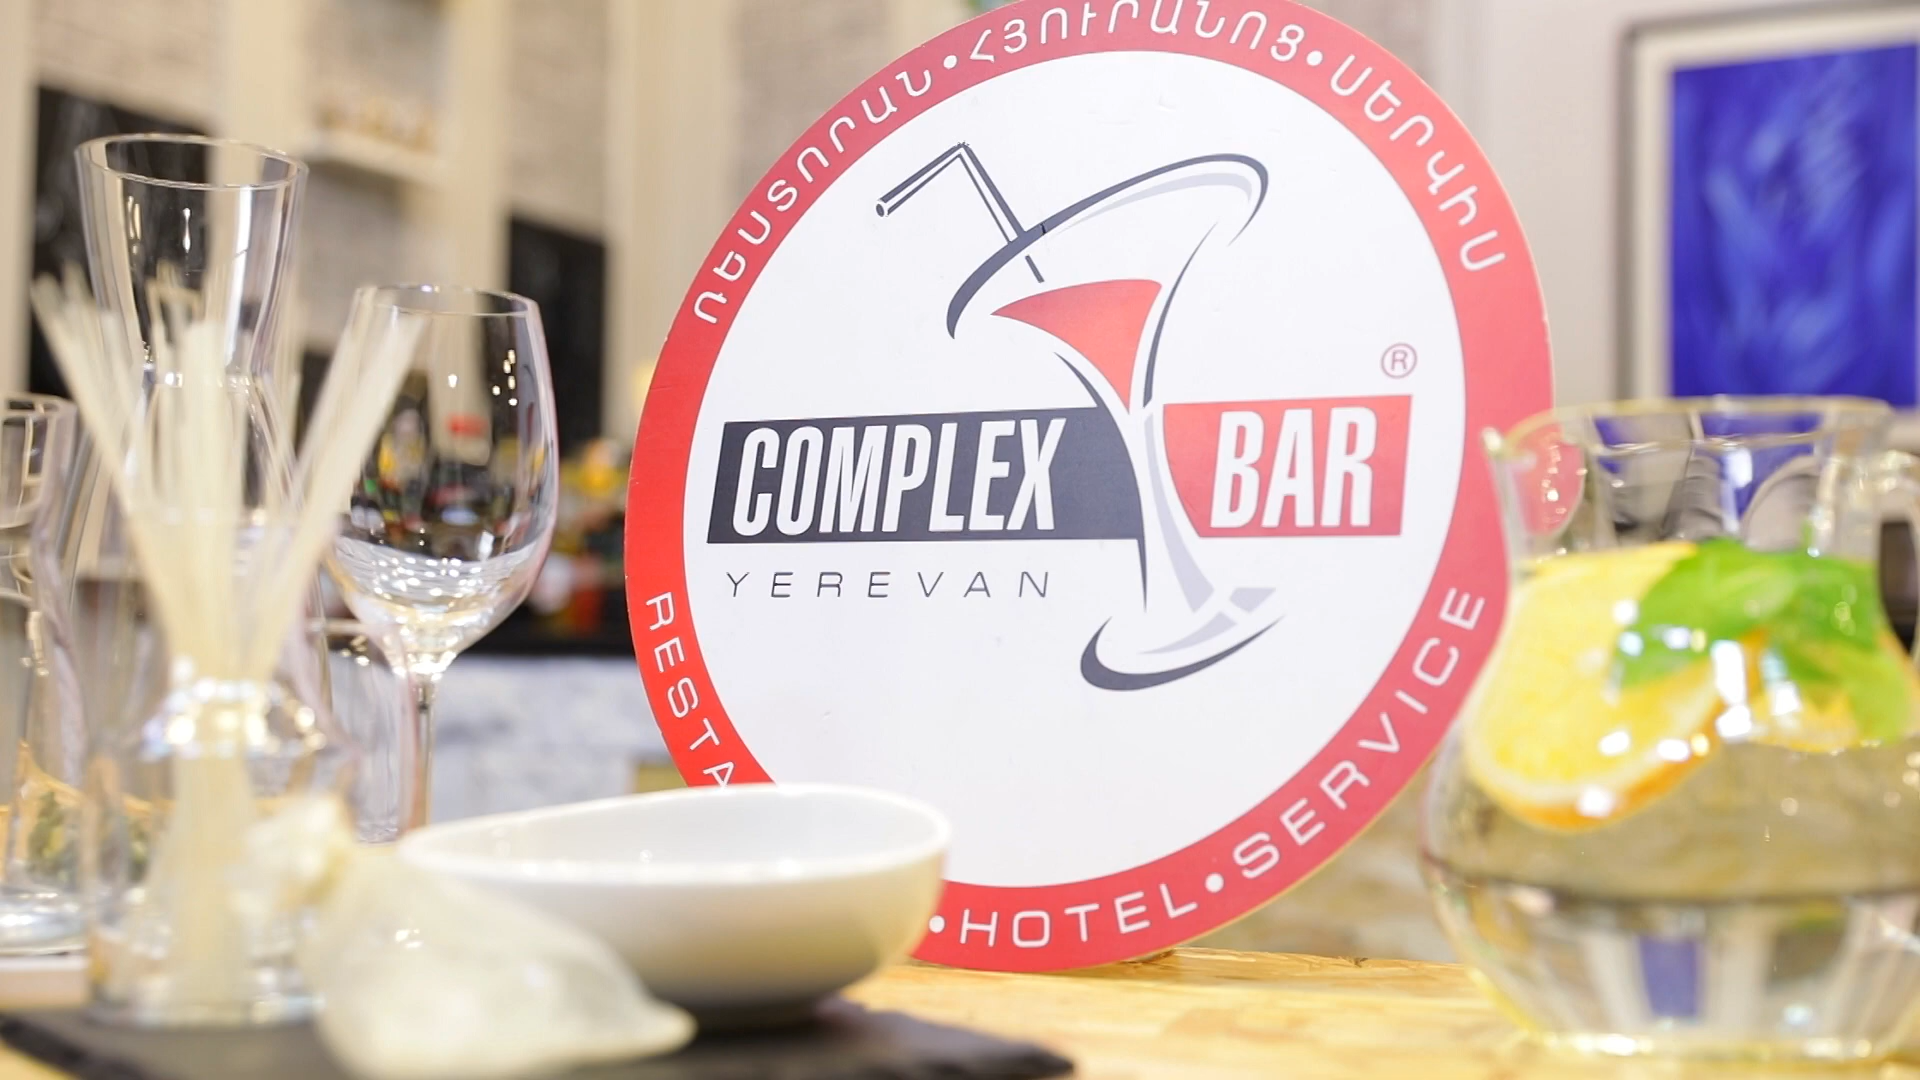 ՌԵՍՏՈՐԱՆ • ՀՅՈՒՐԱՆՈՑ • ՍԵՐՎԻՍ
®
COMPLEX BAR
YEREVAN
RESTA
• HOTEL • SERVICE